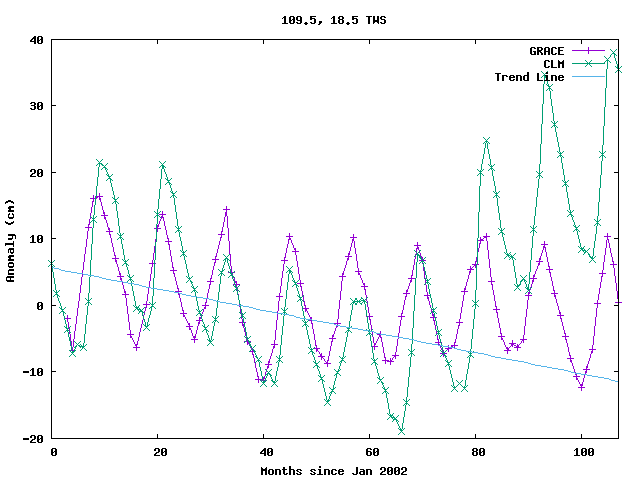 109.5, 18.5 TWS
GRACE
CLM
Trend Line
Anomaly (cm)
40
30
20
10
0
-10
-20
0 20 40 60 80 100
Months since Jan 2002